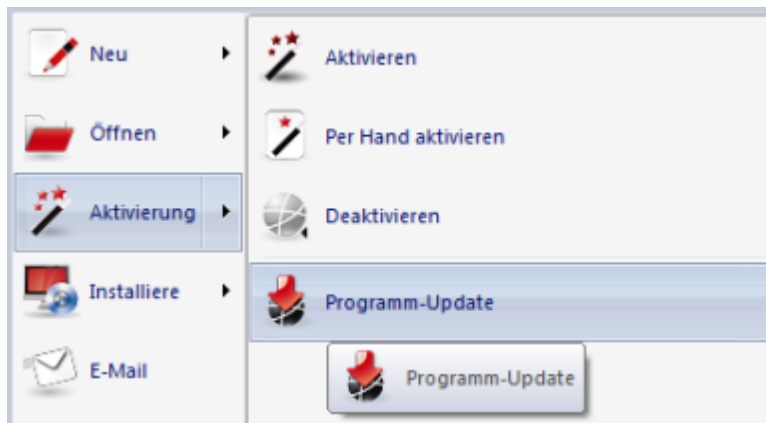 Neu
Öffnen
Aktivierung
Installiere
E-Mail
Aktivieren
Per Hand aktivieren
Deaktivieren
Programm-Update
Programm-Update